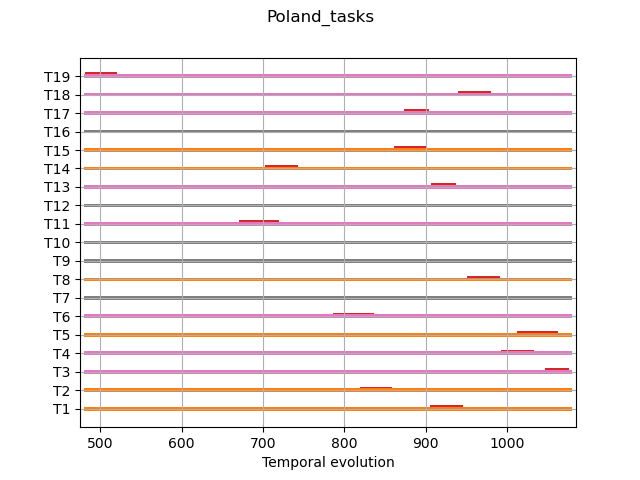 Poland_tasks
T19
T18
T17
T16
T15
T14
T13
T12
T11
T10
T9
T8
T7
T6
T5
T4
T3
T2
T1
500 600 700 800 900 1000
Temporal evolution